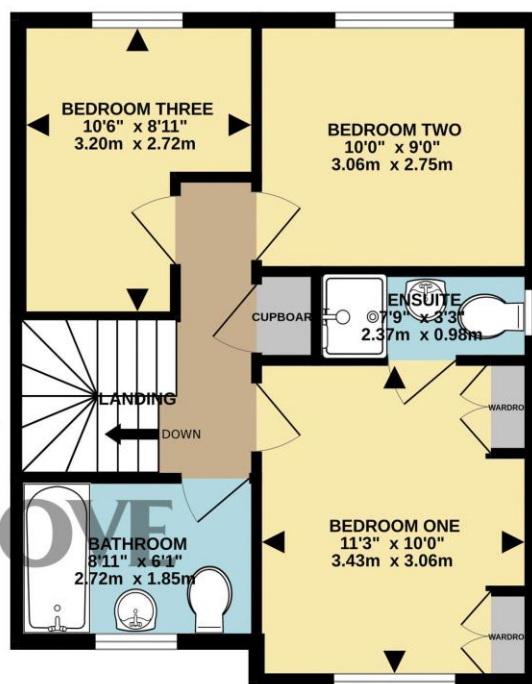 BEDROOM THREE
10'6" x 8'11"
3.20m x 2.72m
BEDROOM TWO
10'0" x 9'0"
3.06m x 2.75m
CUPBOAR
ENSUITE
7'9" x 3'3"
2.37m x 0.98m
WARDRO
LANDING
DOWN
BEDROOM ONE
11'3" x 10'0"
3.43m x 3.06m
OVE
BATHROOM
8'11" x 6'1"
2.72m x 1.85m
WARDRO